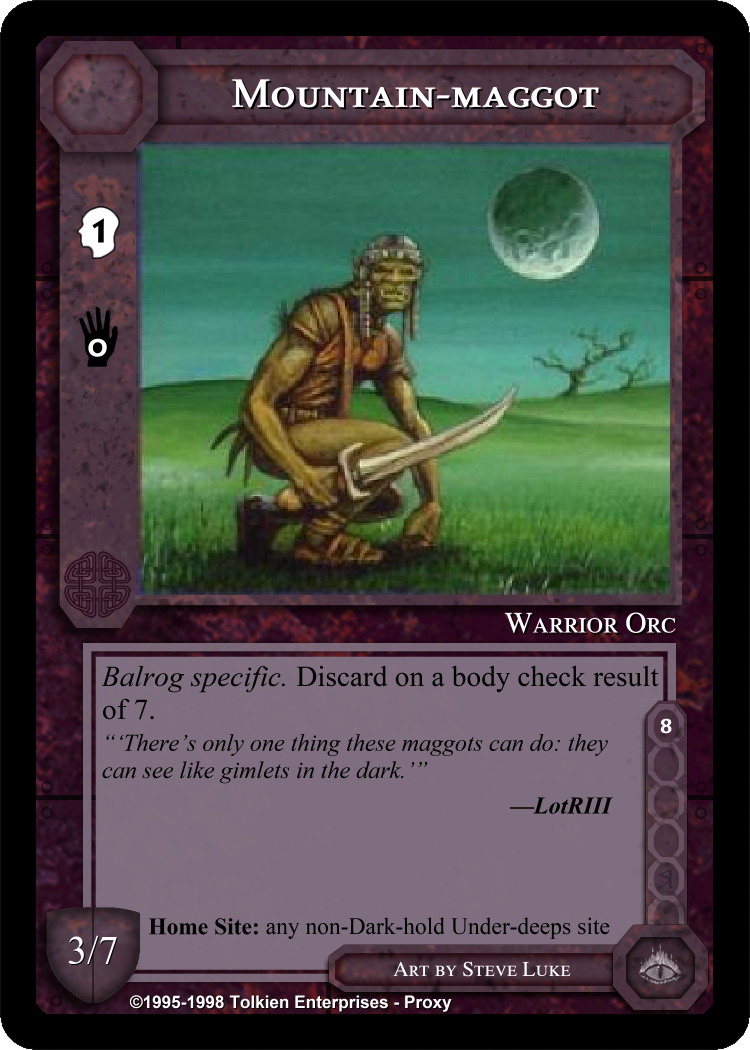 Mountain-maggot
1
0
Warrior Orc
Balrog specific. Discard on a body check result
of 7.
“‘There’s only one thing these maggots can do: they
can see like gimlets in the dark.’”
—LotRIII
8
Home Site: any non-Dark-hold Under-deeps site
3/7
Art by Steve Luke
©1995-1998 Tolkien Enterprises - Proxy